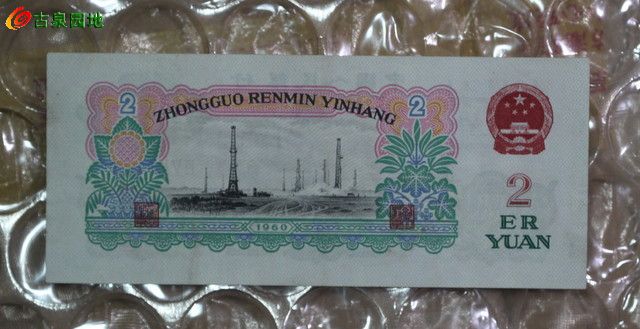 古泉园地
2
2
ZHONGGUO RENMIN YINHANG
2
ER
YUAN
1960